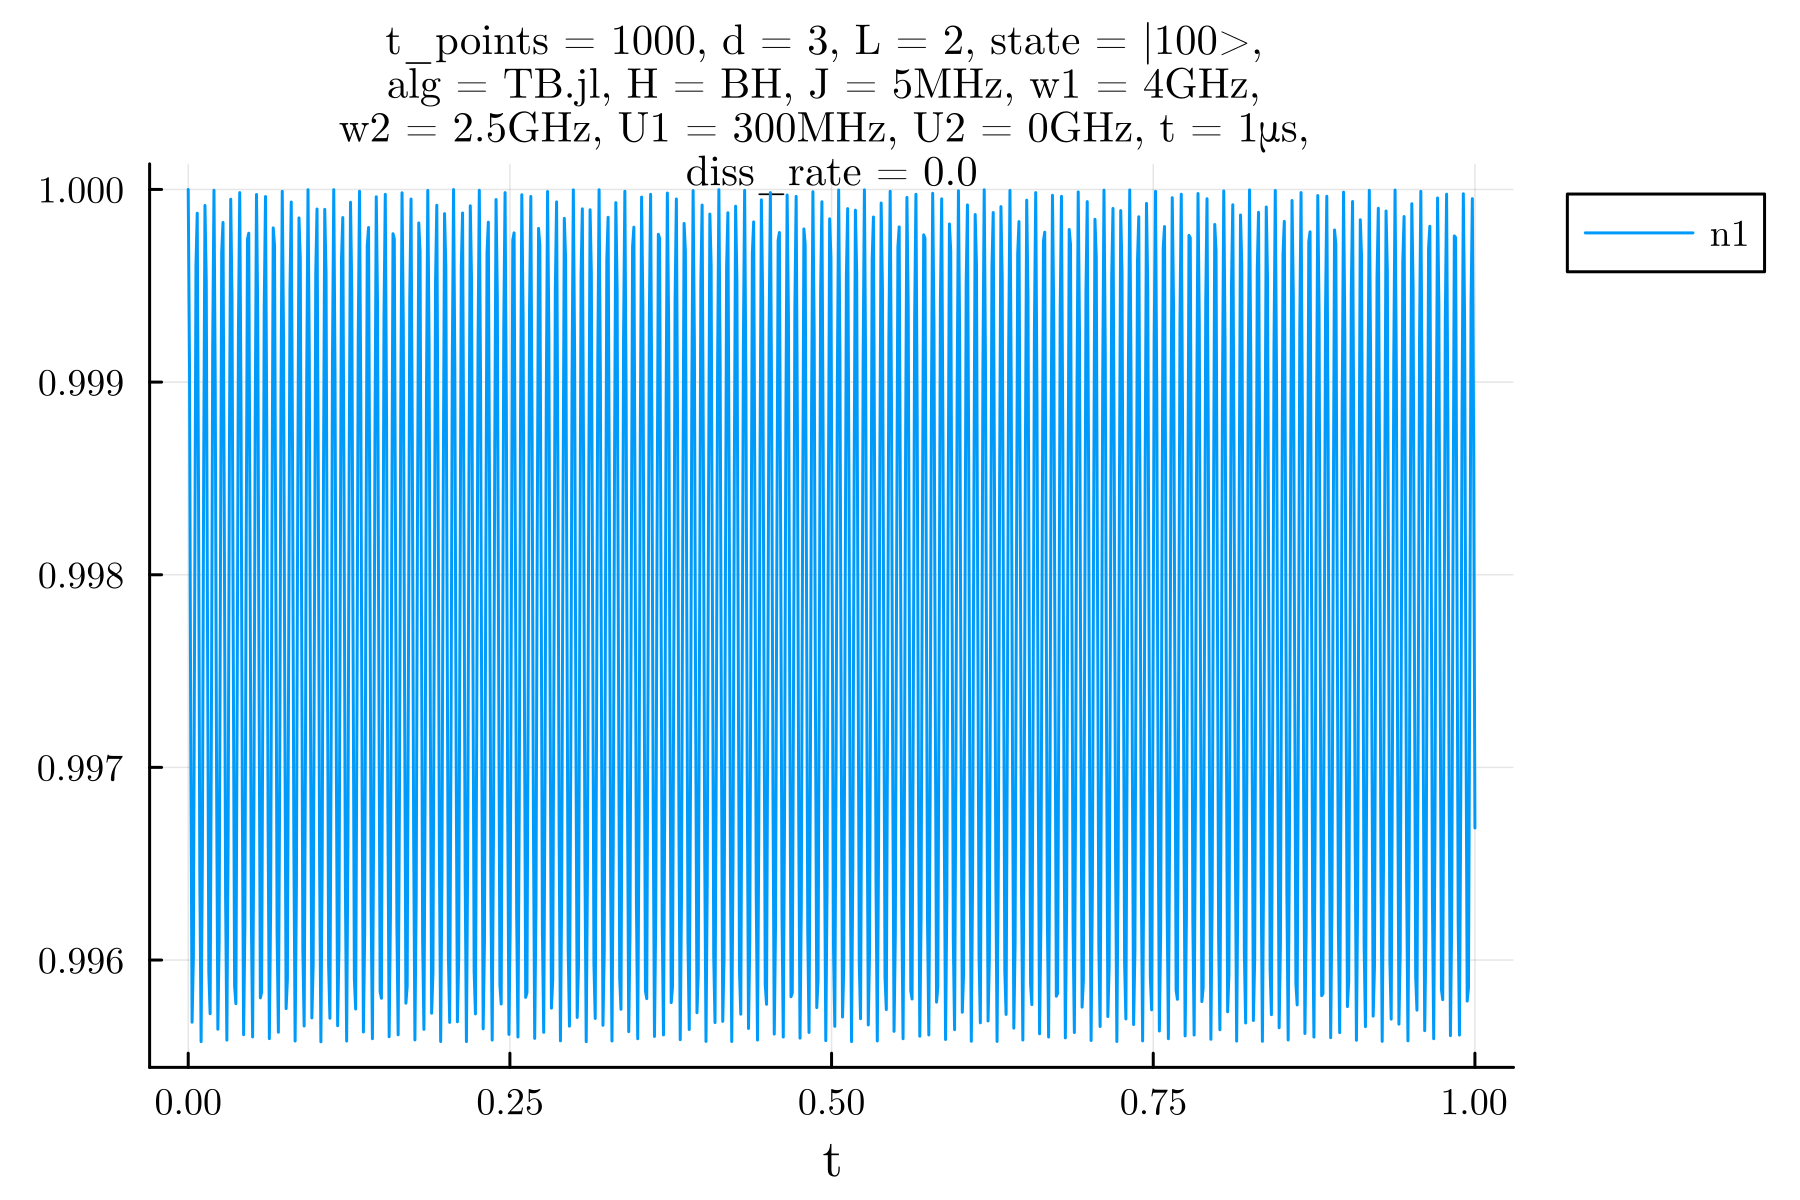 t_points = 1000, d = 3, L = 2, state = |100>,
alg = TB.jl, H = BH, J = 5MHz, w1 = 4GHz,
w2 = 2.5GHz, U1 = 300MHz, U2 = 0GHz, t = 1μs,
diss_rate = 0.0
1.000
0.999
0.998
0.997
0.996
n1
0.00 0.25 0.50 0.75 1.00
t